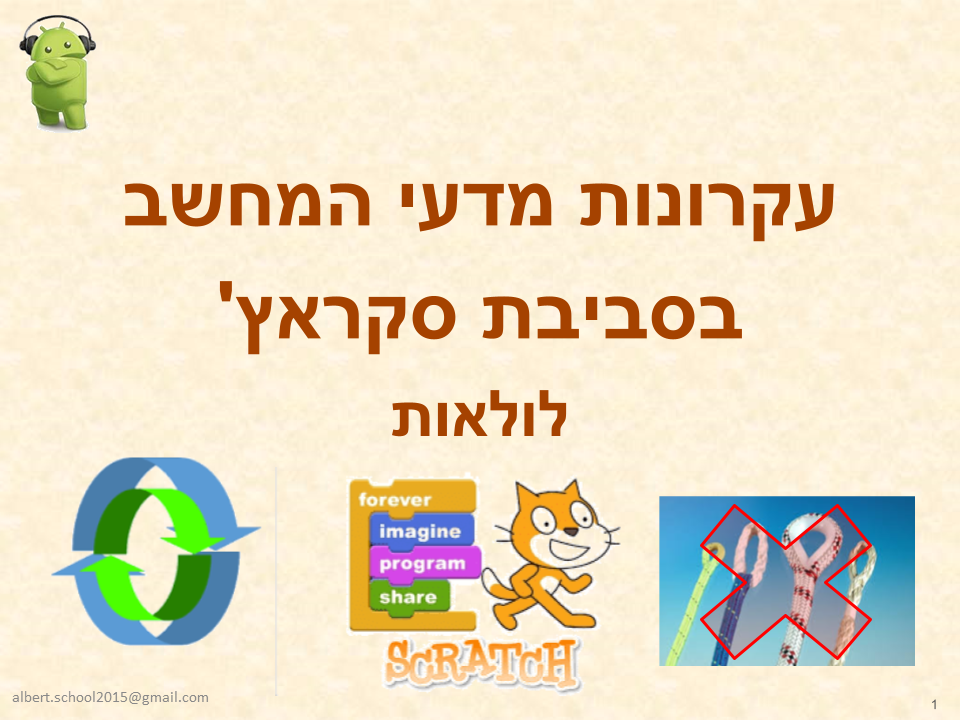 עקרונות מדעי המחשב
בסביבת סקראץ'
לולאות
forever
imagine
program
share
SCRATCH
albert.school2015@gmail.com
1